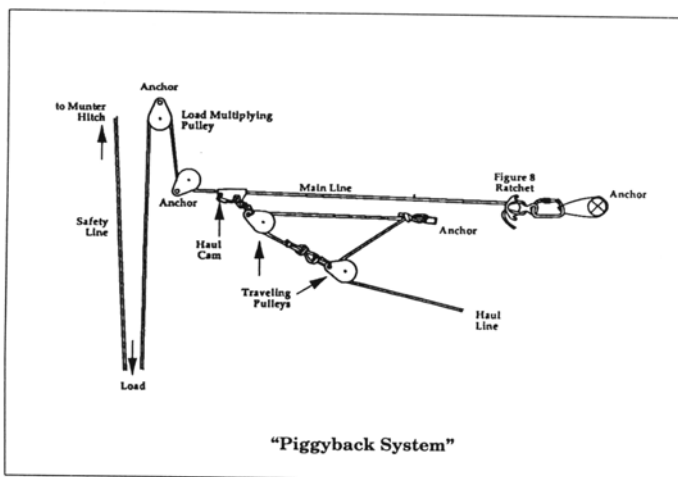 Anchor
to Munter
Hitch
Load Multiplying
Pulley
Safety
Line
Anchor
Haul
Cam
Main Line
Figure 8
Ratchet
Anchor
Anchor
Traveling
Pulleys
Haul
Line
Load
“Piggyback System”